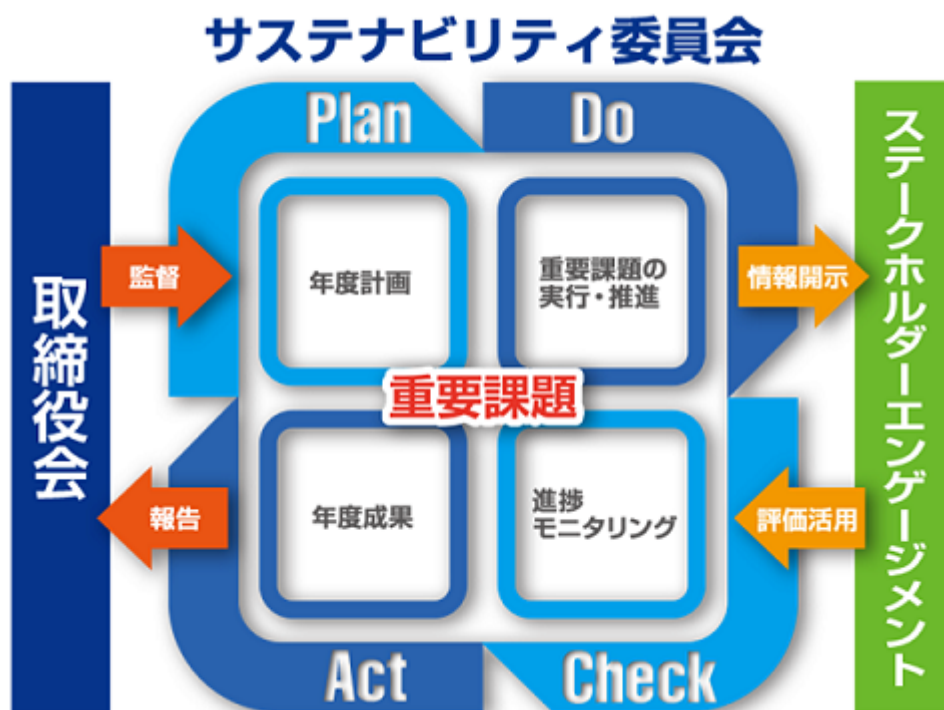 サステナビリティ委員会
取締役会
Plan
Do
監督
年度計画
重要課題の
実行・推進
情報開示
重要課題
報告
年度成果
進捗
モニタリング
評価活用
Act
Check
ステークホルダーエンゲージメント